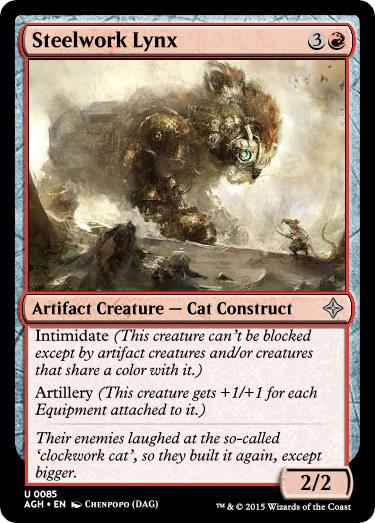 Steelwork Lynx 3
Artifact Creature — Cat Construct
Intimidate (This creature can't be blocked
except by artifact creatures and/or creatures
that share a color with it.)
Artillery (This creature gets +1/+1 for each
Equipment attached to it.)
Their enemies laughed at the so-called
'clockwork cat', so they built it again, except
bigger.
2/2
U 0085
AGH • EN Chenpopo (DAG)
™ & © 2015 Wizards of the Coast